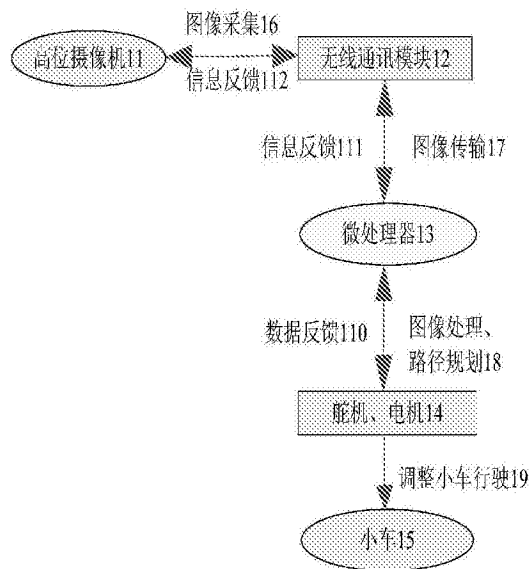 图像采集16
高位摄像机11
无线通讯模块12
信息反馈112
信息反馈111
图像传输17
微处理器13
数据反馈110
图像处理、
路径规划18
舵机、电机14
调整小车行驶19
小车15